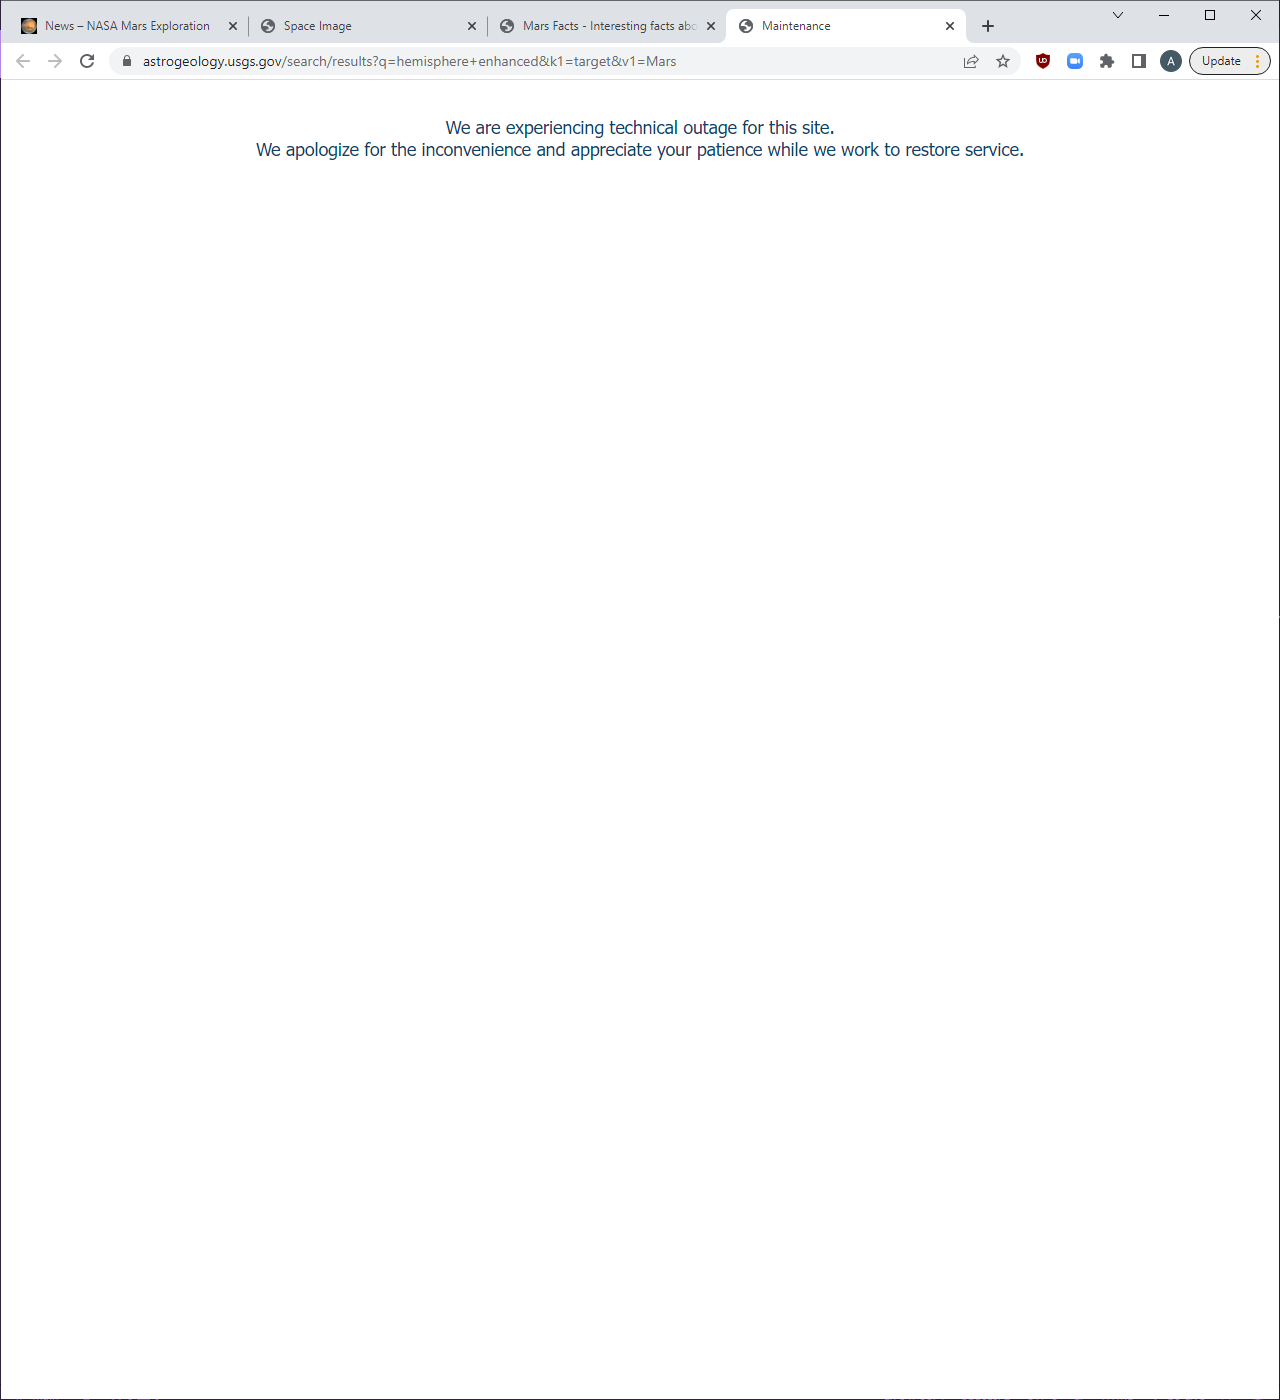 News – NASA Mars Exploration
Space Image
Mars Facts - Interesting facts abo
Maintenance
astrogeology.usgs.gov/search/results?q=hemisphere+enhanced&k1=target&v1=Mars
UD
A
Update
We are experiencing technical outage for this site.
We apologize for the inconvenience and appreciate your patience while we work to restore service.